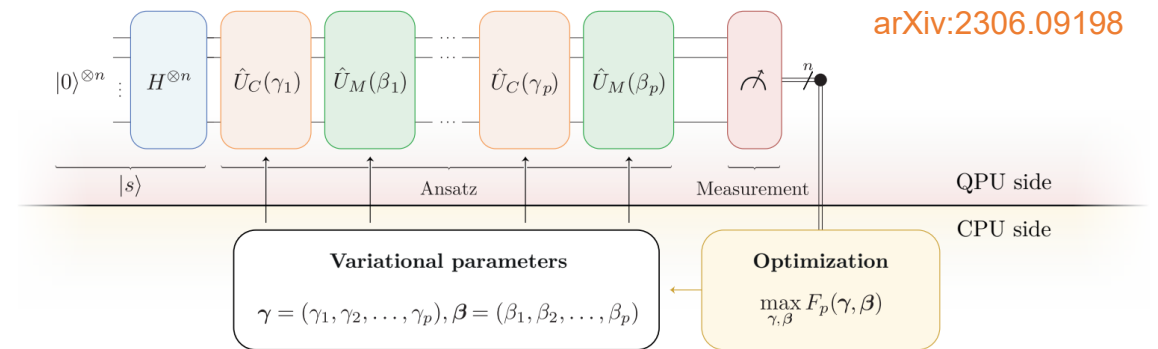 arXiv:2306.09198
|0⟩^{⊗n}
⋮
H^{⊗n}
Û_C(γ_1)
Û_M(β_1)
···
···
···
Û_C(γ_p)
Û_M(β_p)
n
|s⟩
Ansatz
Measurement
QPU side
CPU side
Variational parameters
γ = (γ_1, γ_2, . . . , γ_p), β = (β_1, β_2, . . . , β_p)
Optimization
max F_p(γ, β)
γ,β